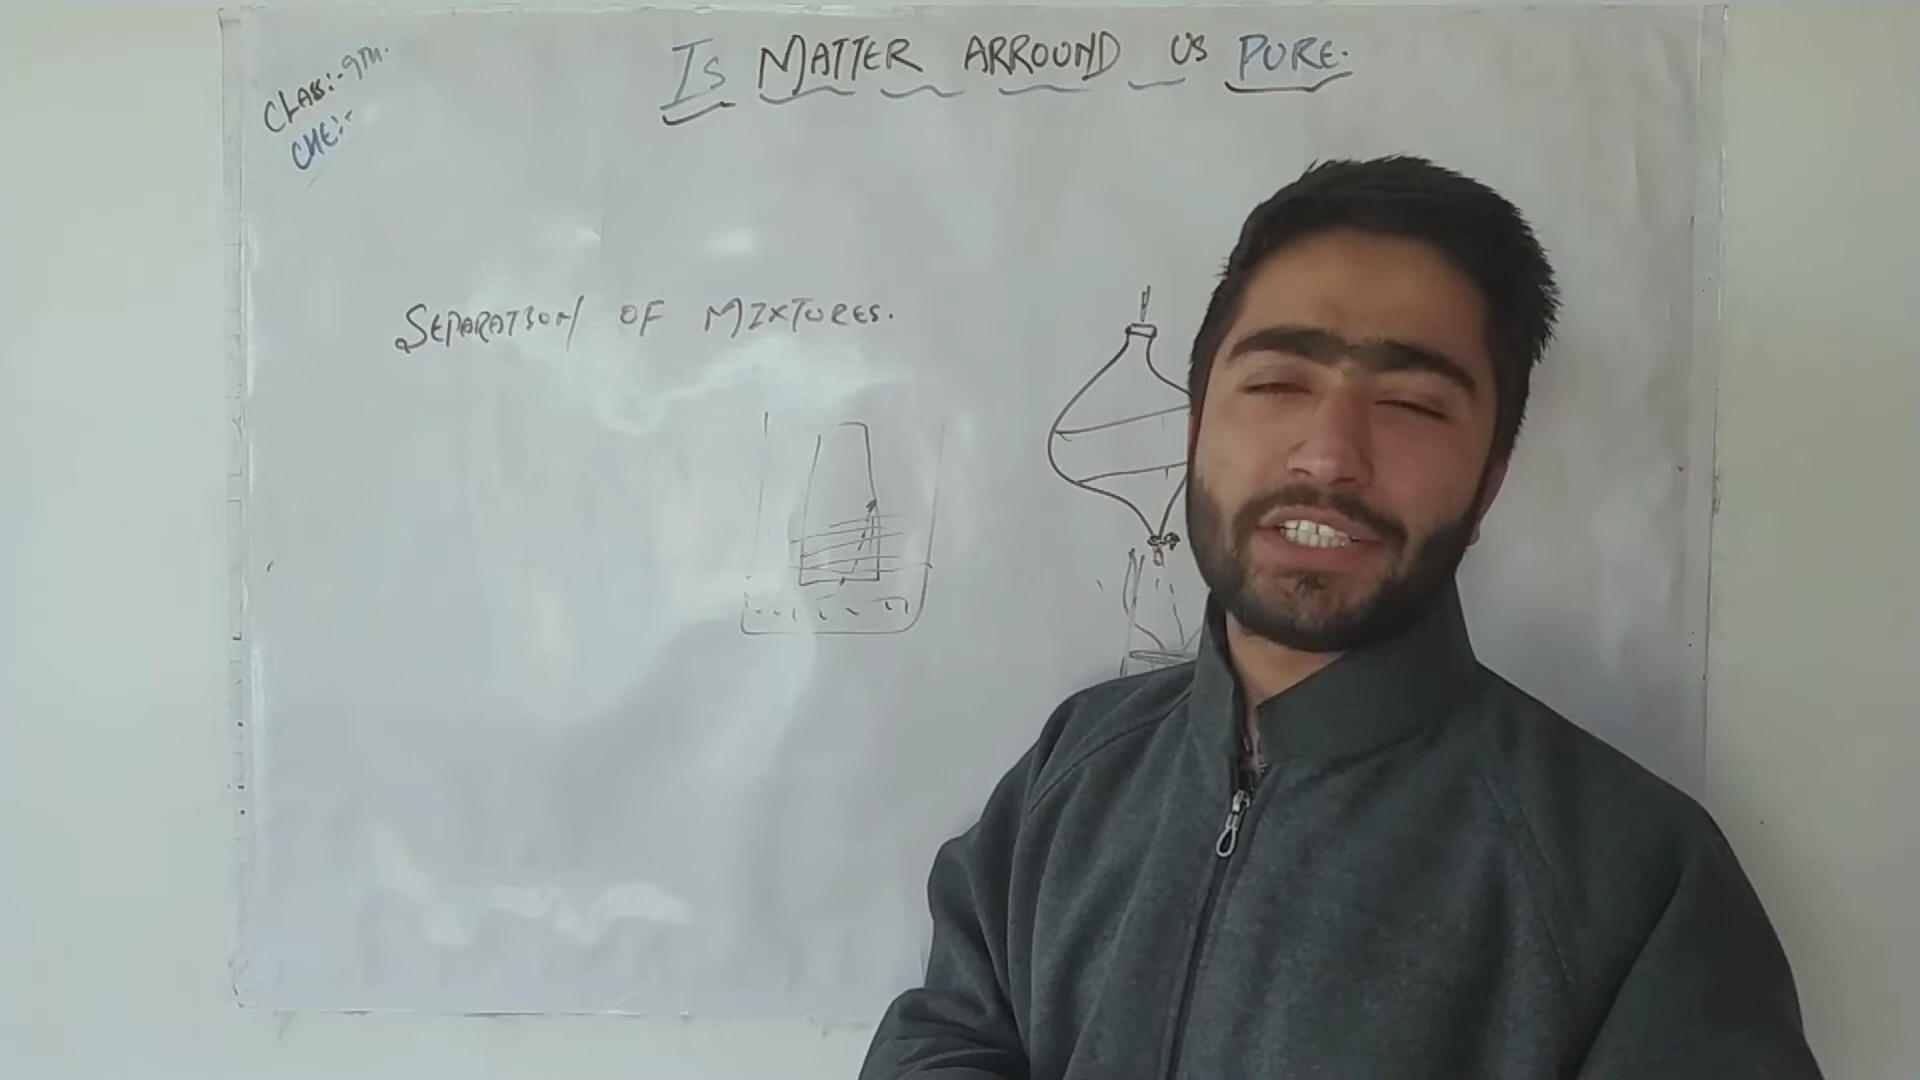 IS MATTER ARROUND US PURE.
CLASS:- 9TH.
CHE:-
SEPARATION OF MIXTURES.